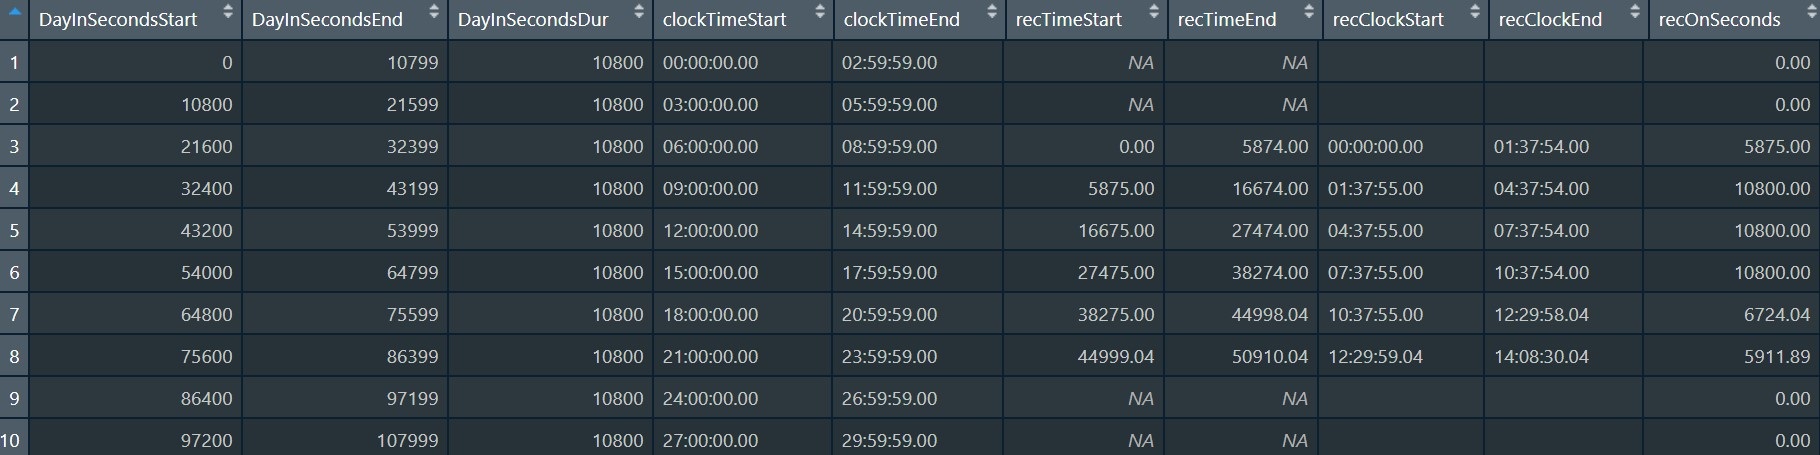 DayInSecondsStart DayInSecondsEnd DayInSecondsDur clockTimeStart clockTimeEnd recTimeStart recTimeEnd recClockStart recClockEnd recOnSeconds
1 0 10799 10800 00:00:00.00 02:59:59.00 NA NA 0.00
2 10800 21599 10800 03:00:00.00 05:59:59.00 NA NA 0.00
3 21600 32399 10800 06:00:00.00 08:59:59.00 0.00 5874.00 00:00:00.00 01:37:54.00 5875.00
4 32400 43199 10800 09:00:00.00 11:59:59.00 5875.00 16674.00 01:37:55.00 04:37:54.00 10800.00
5 43200 53999 10800 12:00:00.00 14:59:59.00 16675.00 27474.00 04:37:55.00 07:37:54.00 10800.00
6 54000 64799 10800 15:00:00.00 17:59:59.00 27475.00 38274.00 07:37:55.00 10:37:54.00 10800.00
7 64800 75599 10800 18:00:00.00 20:59:59.00 38275.00 44998.04 10:37:55.00 12:29:58.04 6724.04
8 75600 86399 10800 21:00:00.00 23:59:59.00 44999.04 50910.04 12:29:59.04 14:08:30.04 5911.89
9 86400 97199 10800 24:00:00.00 26:59:59.00 NA NA 0.00
10 97200 107999 10800 27:00:00.00 29:59:59.00 NA NA 0.00